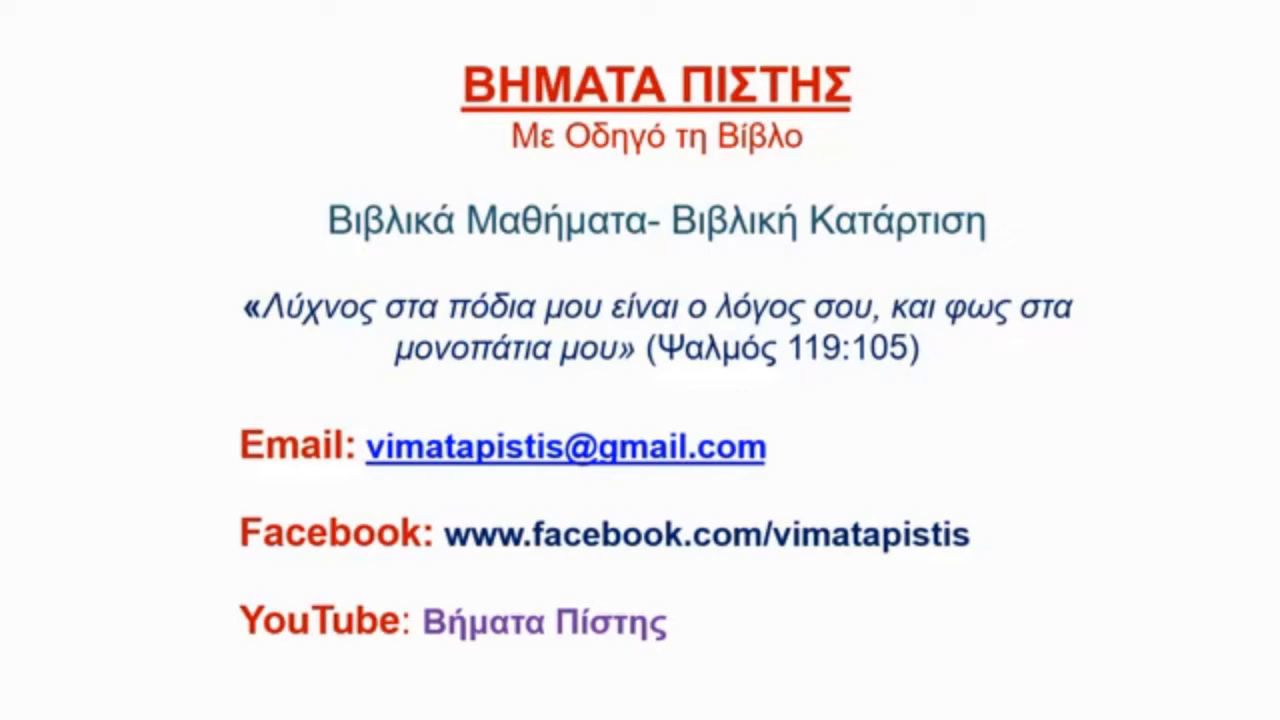 ΒΗΜΑΤΑ ΠΙΣΤΗΣ
Με Οδηγό τη Βίβλο
Βιβλικά Μαθήματα- Βιβλική Κατάρτιση
«Λύχνος στα πόδια μου είναι ο λόγος σου, και φως στα
μονοπάτια μου» (Ψαλμός 119:105)
Email: vimatapistis@gmail.com
Facebook: www.facebook.com/vimatapistis
YouTube: Βήματα Πίστης